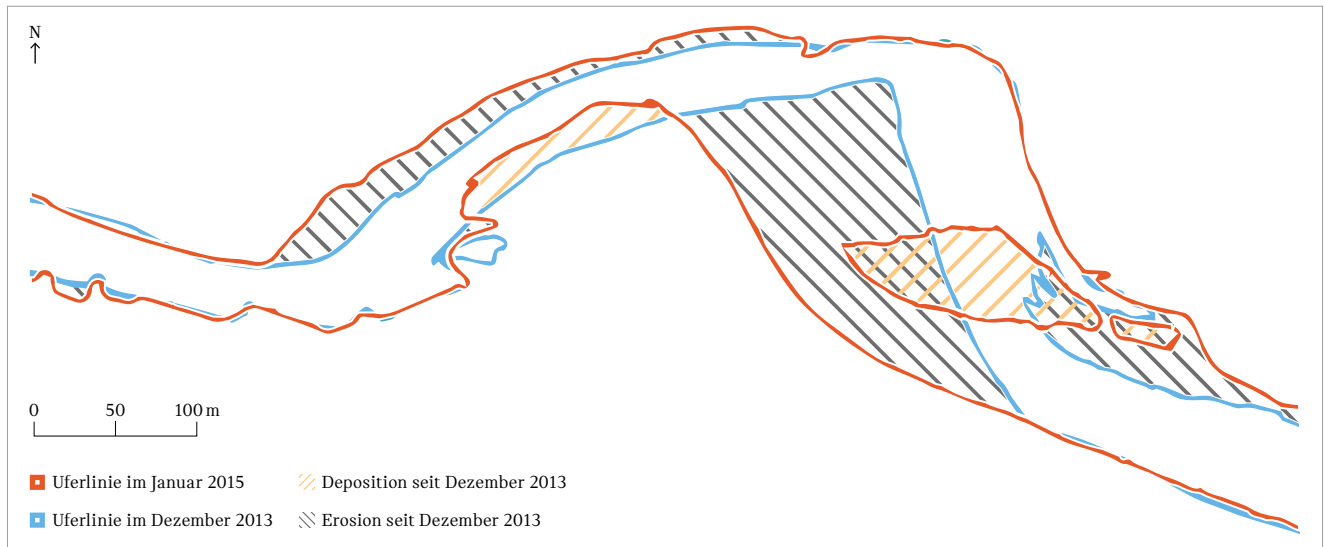 N
0 50 100 m
Uferlinie im Januar 2015
Deposition seit Dezember 2013
Uferlinie im Dezember 2013
Erosion seit Dezember 2013